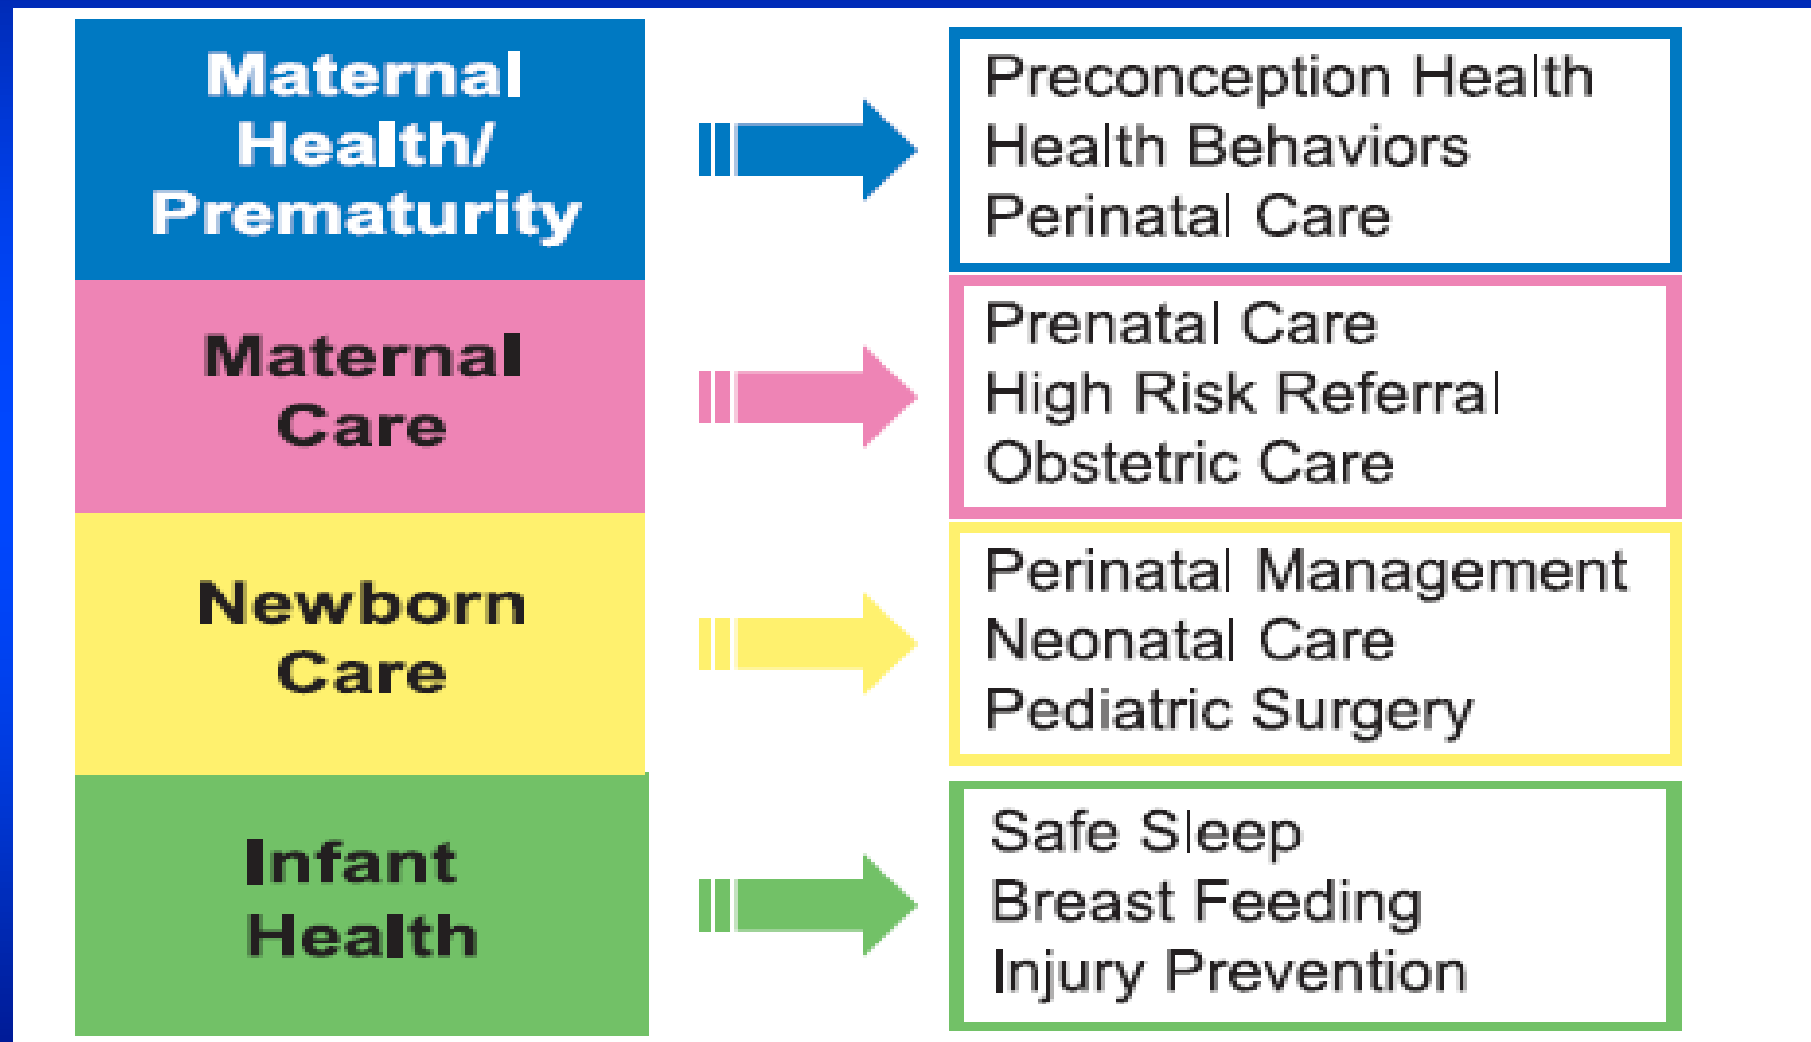 Maternal
Health/
Prematurity
Preconception Health
Health Behaviors
Perinatal Care
Maternal
Care
Prenatal Care
High Risk Referral
Obstetric Care
Newborn
Care
Perinatal Management
Neonatal Care
Pediatric Surgery
Infant
Health
Safe Sleep
Breast Feeding
Injury Prevention